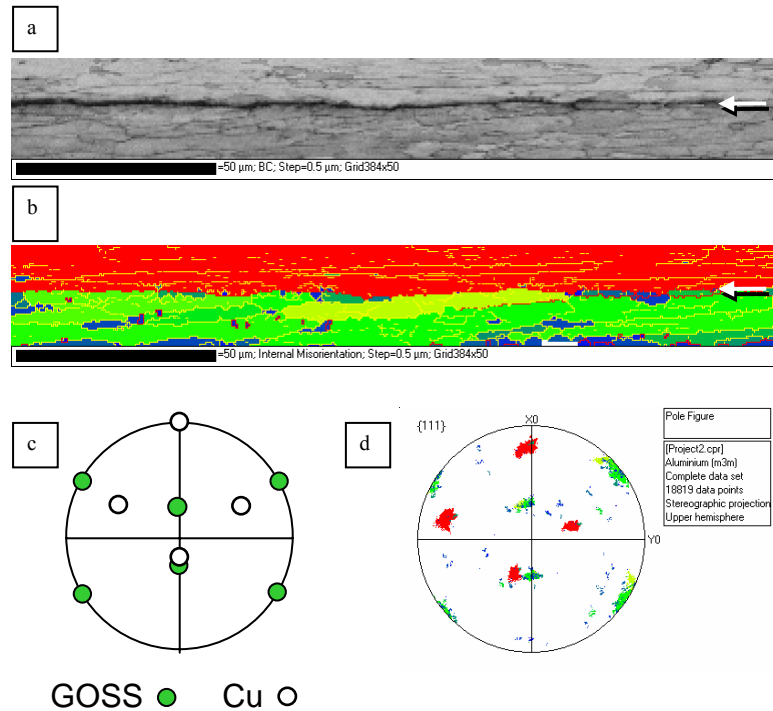 a
=50 µm; BC; Step=0.5 µm; Grid384x50
b
=50 µm; Internal Misorientation; Step=0.5 µm; Grid384x50
c
d
{111}
X0
Y0
Pole Figure
[Project2.cpr]
Aluminium (m3m)
Complete data set
18819 data points
Stereographic projection
Upper hemisphere
GOSS
Cu